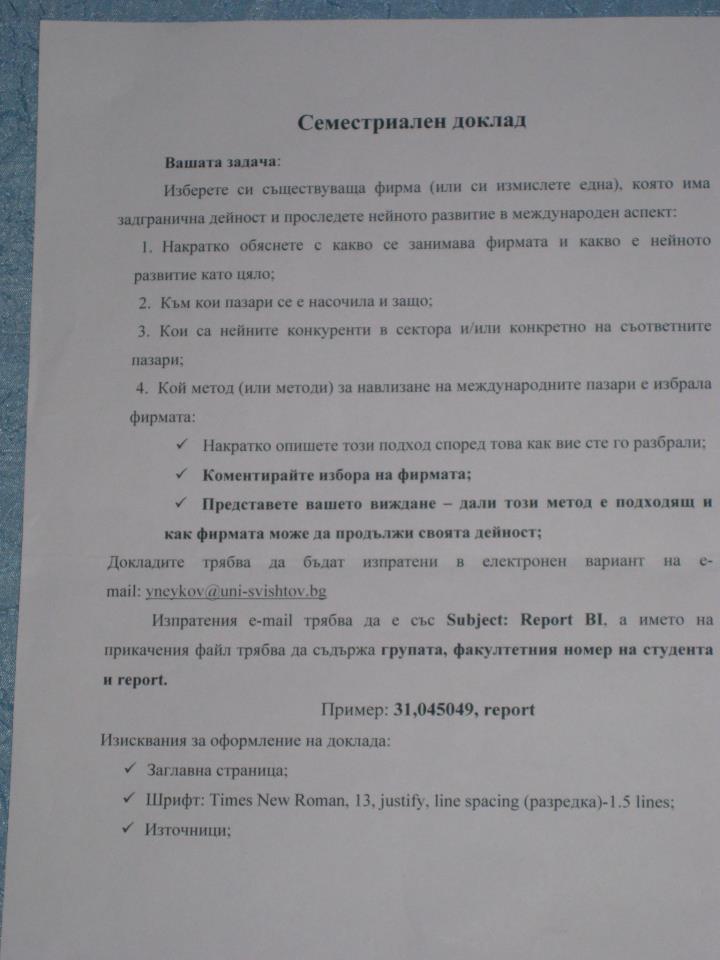 Семестриален доклад
Вашата задача:
Изберете си съществуваща фирма (или си измислете една), която има
задгранична дейност и проследете нейното развитие в международен аспект:
1. Накратко обяснете с какво се занимава фирмата и какво е нейното
развитие като цяло;
2. Към кои пазари се е насочила и защо;
3. Кои са нейните конкуренти в сектора и/или конкретно на съответните
пазари;
4. Кой метод (или методи) за навлизане на международните пазари е избрала
фирмата:
✓ Накратко опишете този подход според това как вие сте го разбрали;
✓ Коментирайте избора на фирмата;
✓ Представете вашето виждане – дали този метод е подходящ и
как фирмата може да продължи своята дейност;
Докладите трябва да бъдат изпратени в електронен вариант на e-
mail: yneykov@uni-svishtov.bg
Изпратения e-mail трябва да е със Subject: Report BI, а името на
прикачения файл трябва да съдържа групата, факултетния номер на студента
и report.
Пример: 31,045049, report
Изисквания за оформление на доклада:
✓ Заглавна страница;
✓ Шрифт: Times New Roman, 13, justify, line spacing (разредка)-1.5 lines;
✓ Източници;